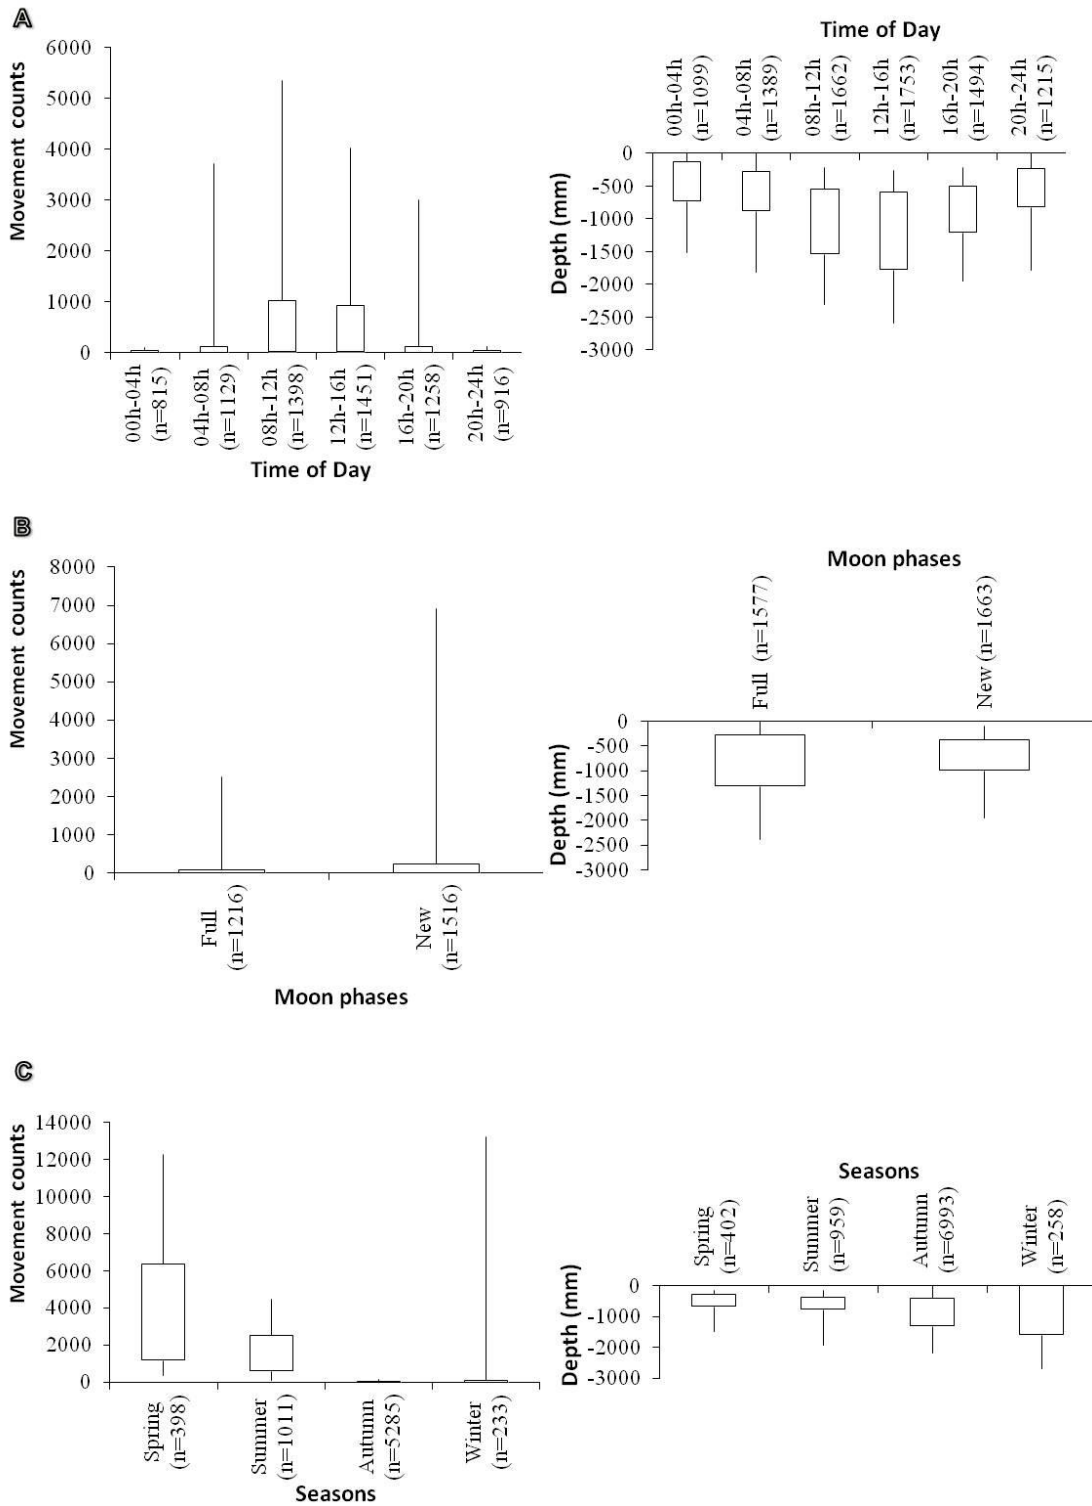 A
Movement counts
6000
5000
4000
3000
2000
1000
0
00h-04h
(n=815)
04h-08h
(n=1129)
08h-12h
(n=1398)
12h-16h
(n=1451)
16h-20h
(n=1258)
20h-24h
(n=916)
Time of Day
Time of Day
00h-04h
(n=1099)
04h-08h
(n=1389)
08h-12h
(n=1662)
12h-16h
(n=1753)
16h-20h
(n=1494)
20h-24h
(n=1215)
Depth (mm)
0
-500
-1000
-1500
-2000
-2500
-3000
B
Movement counts
8000
7000
6000
5000
4000
3000
2000
1000
0
Full
(n=1216)
New
(n=1516)
Moon phases
Moon phases
Full (n=1577)
New (n=1663)
Depth (mm)
0
-500
-1000
-1500
-2000
-2500
-3000
C
Movement counts
14000
12000
10000
8000
6000
4000
2000
0
Spring
(n=398)
Summer
(n=1011)
Autumn
(n=5285)
Winter
(n=233)
Seasons
Seasons
Spring
(n=402)
Summer
(n=959)
Autumn
(n=6993)
Winter
(n=258)
Depth (mm)
0
-1000
-2000
-3000